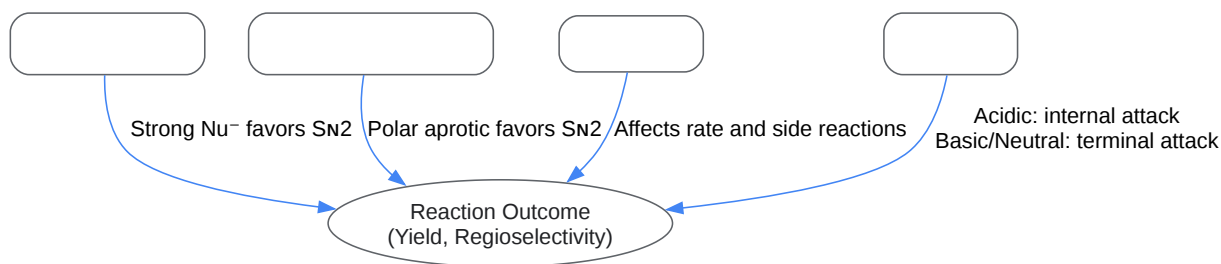 Strong Nu⁻ favors Sɴ2
Polar aprotic favors Sɴ2
Affects rate and side reactions
Acidic: internal attack
Basic/Neutral: terminal attack
Reaction Outcome
(Yield, Regioselectivity)